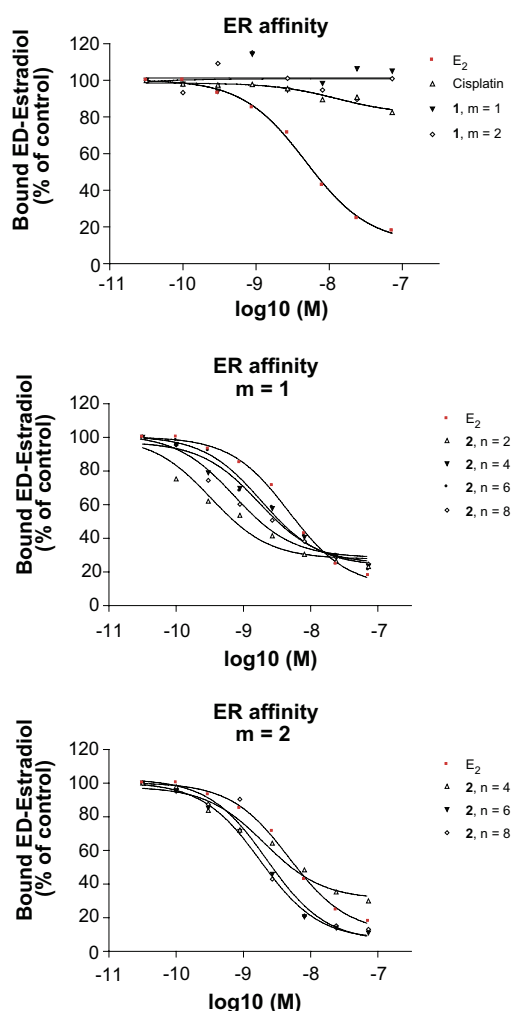 ER affinity
Bound ED-Estradiol
(% of control)
120
100
80
60
40
20
0
-11
-10
-9
-8
-7
log10 (M)
E2
Cisplatin
1, m = 1
1, m = 2
ER affinity
m = 1
Bound ED-Estradiol
(% of control)
120
100
80
60
40
20
0
-11
-10
-9
-8
-7
log10 (M)
E2
2, n = 2
2, n = 4
2, n = 6
2, n = 8
ER affinity
m = 2
Bound ED-Estradiol
(% of control)
120
100
80
60
40
20
0
-11
-10
-9
-8
-7
log10 (M)
E2
2, n = 4
2, n = 6
2, n = 8